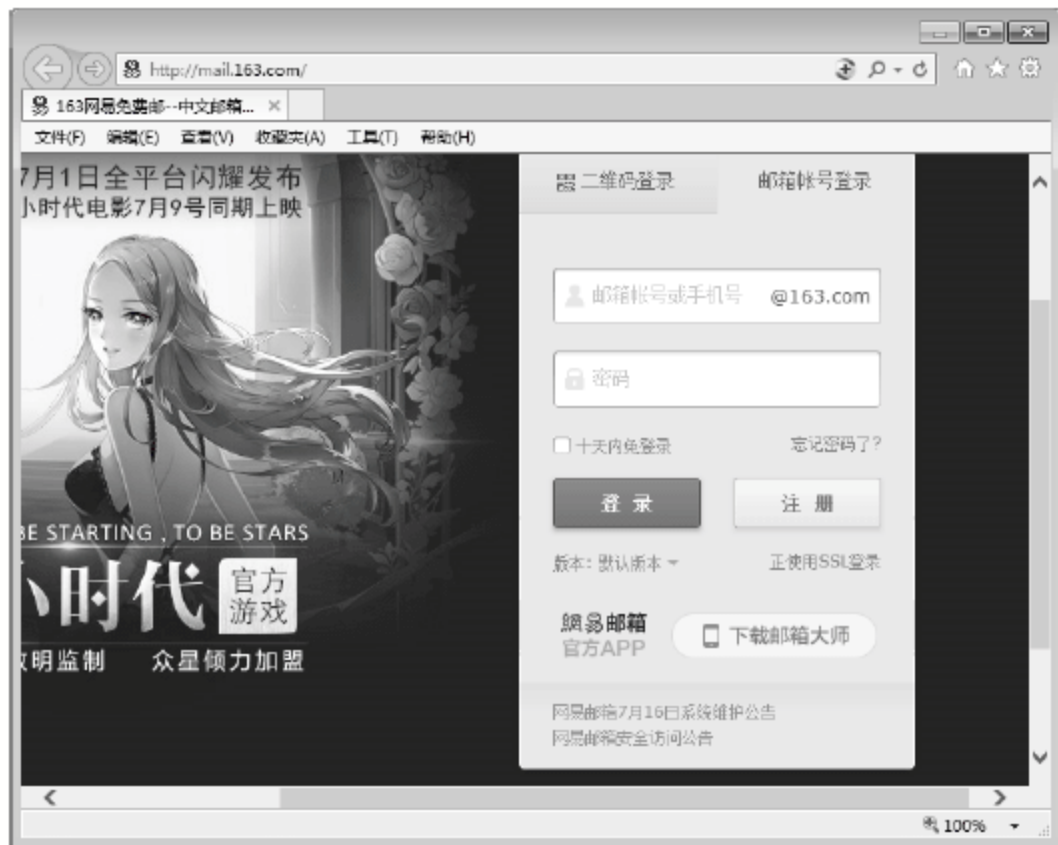 http://mail.163.com/
163网易免费邮--中文邮箱...
文件(F) 编辑(E) 查看(V) 收藏夹(A) 工具(T) 帮助(H)
7月1日全平台闪耀发布
小时代电影7月9号同期上映
BE STARTING , TO BE STARS
小时代 官方游戏
敬明监制 众星倾力加盟
二维码登录 邮箱帐号登录
邮箱帐号或手机号 @163.com
密码
十天内免登录 忘记密码了?
登 录 注 册
版本: 默认版本 正使用SSL登录
網易邮箱
官方APP
下载邮箱大师
网易邮箱7月16日系统维护公告
网易邮箱安全访问公告
100%